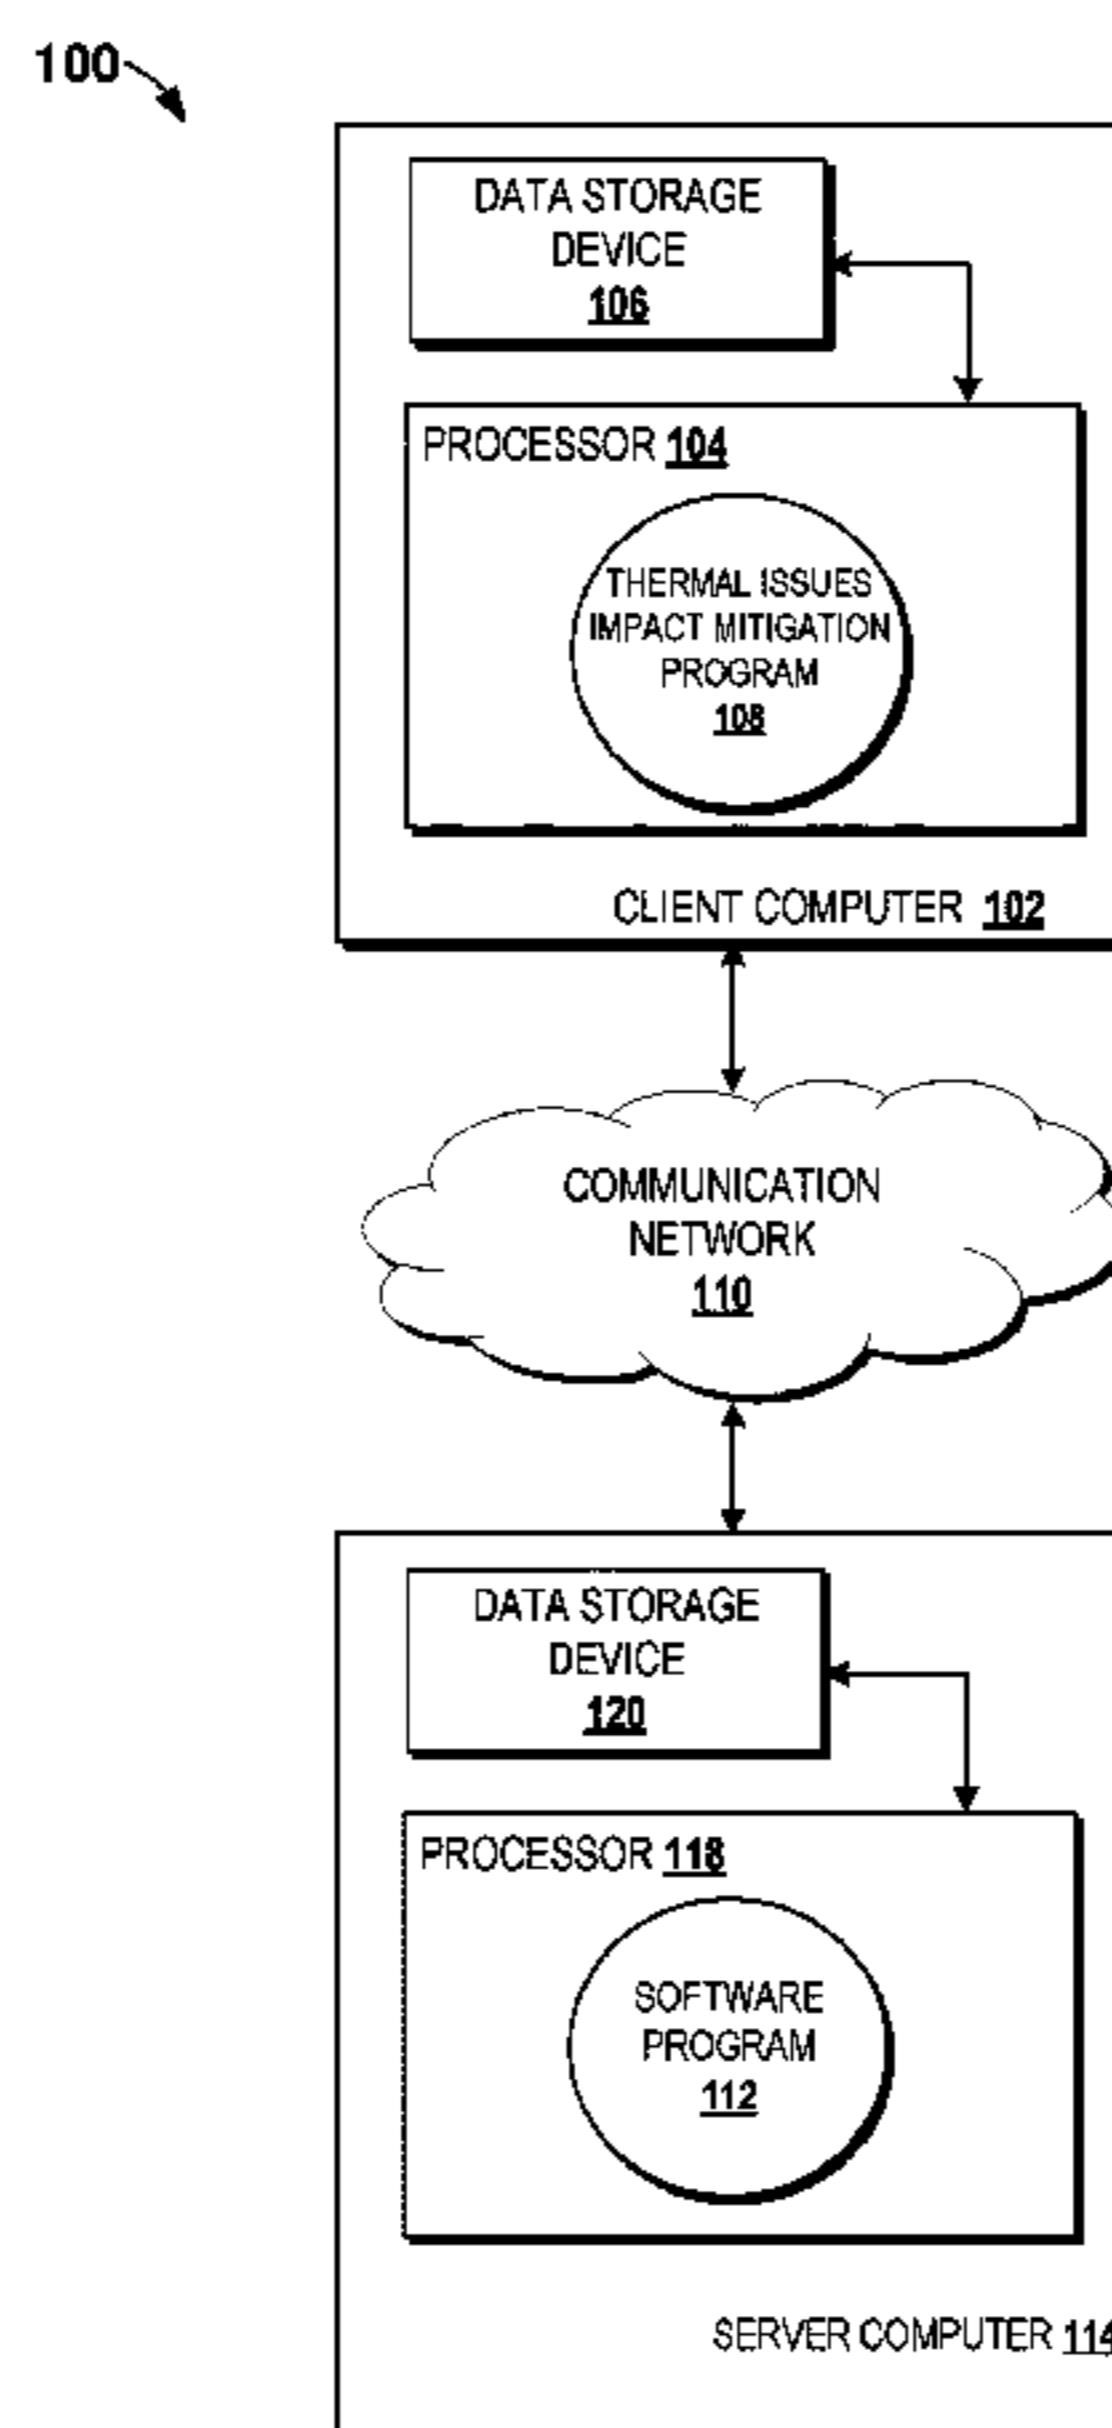 100
DATA STORAGE
DEVICE
106
PROCESSOR 104
THERMAL ISSUES
IMPACT MITIGATION
PROGRAM
108
CLIENT COMPUTER 102
COMMUNICATION
NETWORK
110
DATA STORAGE
DEVICE
120
PROCESSOR 118
SOFTWARE
PROGRAM
112
SERVER COMPUTER 114